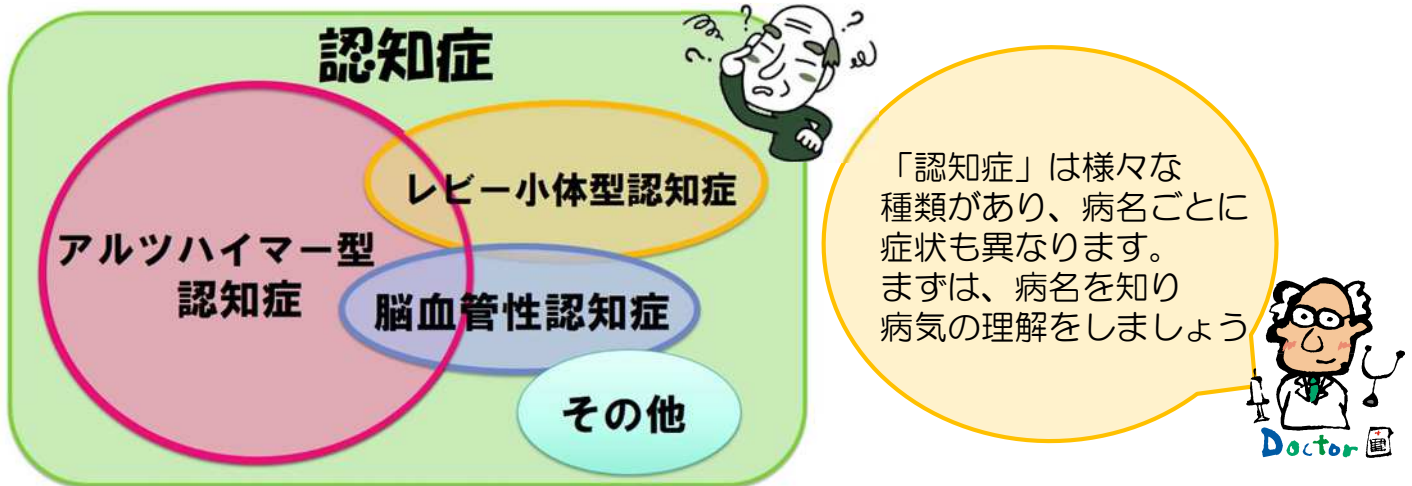 認知症
?
?
?
レビー小体型認知症
アルツハイマー型
認知症
脳血管性認知症
その他
「認知症」は様々な
種類があり、病名ごとに
症状も異なります。
まずは、病名を知り
病気の理解をしましょう
Doctor